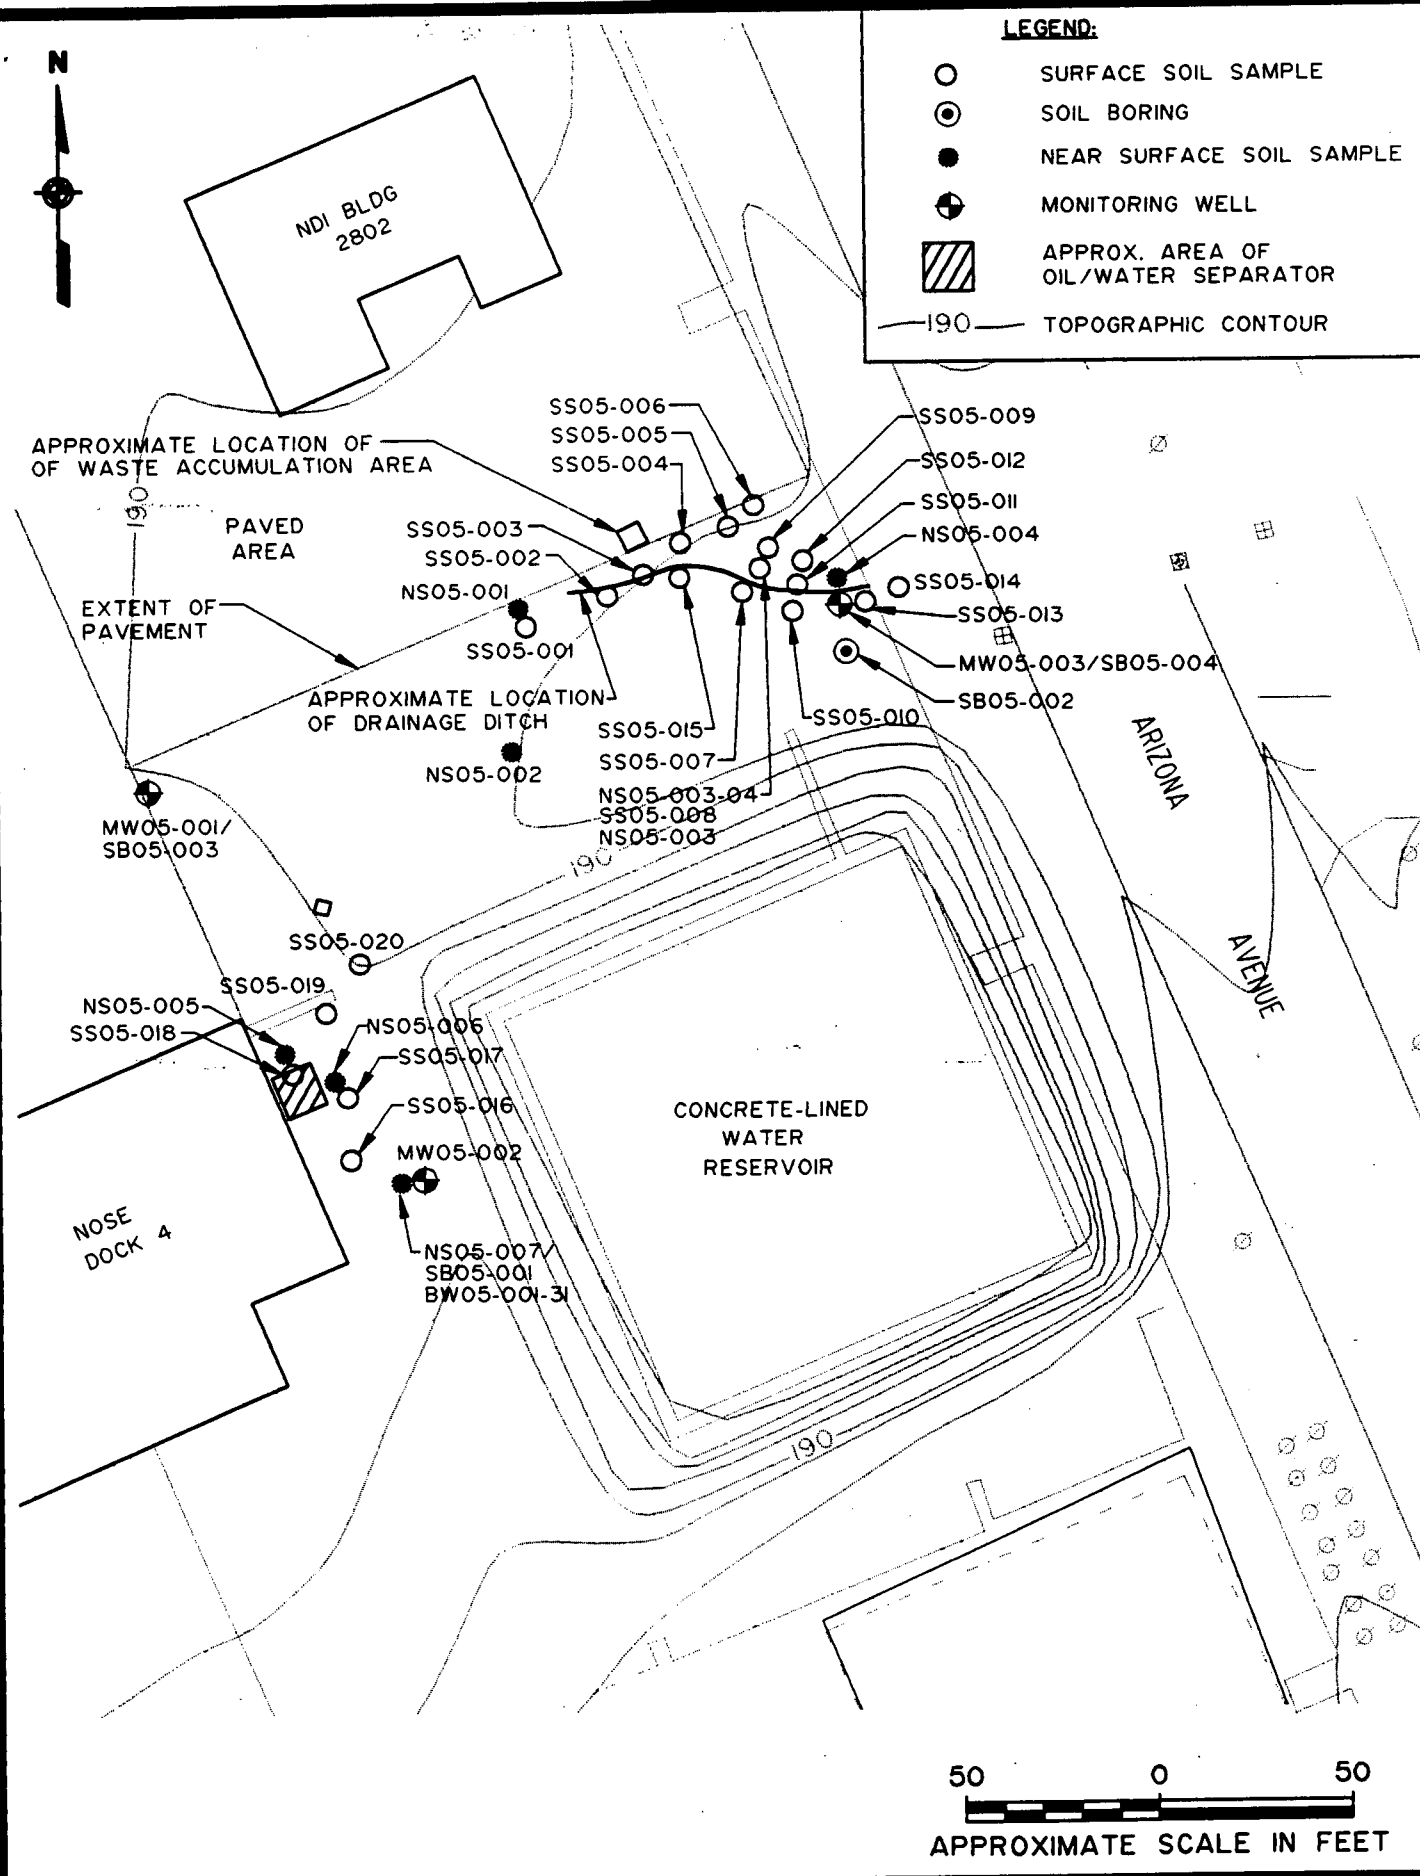 LEGEND:
SURFACE SOIL SAMPLE
SOIL BORING
NEAR SURFACE SOIL SAMPLE
MONITORING WELL
APPROX. AREA OF
OIL/WATER SEPARATOR
190
TOPOGRAPHIC CONTOUR
N
NDI BLDG
2802
APPROXIMATE LOCATION OF
OF WASTE ACCUMULATION AREA
SS05-006
SS05-005
SS05-004
SS05-009
SS05-012
SS05-011
NS05-004
190
PAVED
AREA
SS05-003
SS05-002
NS05-001
SS05-014
SS05-013
EXTENT OF
PAVEMENT
SS05-001
MW05-003/SB05-004
SB05-002
APPROXIMATE LOCATION
OF DRAINAGE DITCH
SS05-015
SS05-010
SS05-007
NS05-002
NS05-003-04
SS05-008
NS05-003
ARIZONA
AVENUE
MW05-001/
SB05-003
190
SS05-020
SS05-019
NS05-005
SS05-018
NS05-006
SS05-017
SS05-016
MW05-002
CONCRETE-LINED
WATER
RESERVOIR
NOSE
DOCK 4
NS05-007/
SB05-001
BW05-001-31
190
50 0 50
APPROXIMATE SCALE IN FEET